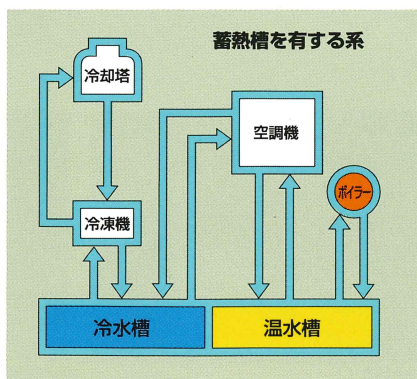 蓄熱槽を有する系
冷却塔
空調機
ボイラー
冷凍機
冷水槽
温水槽